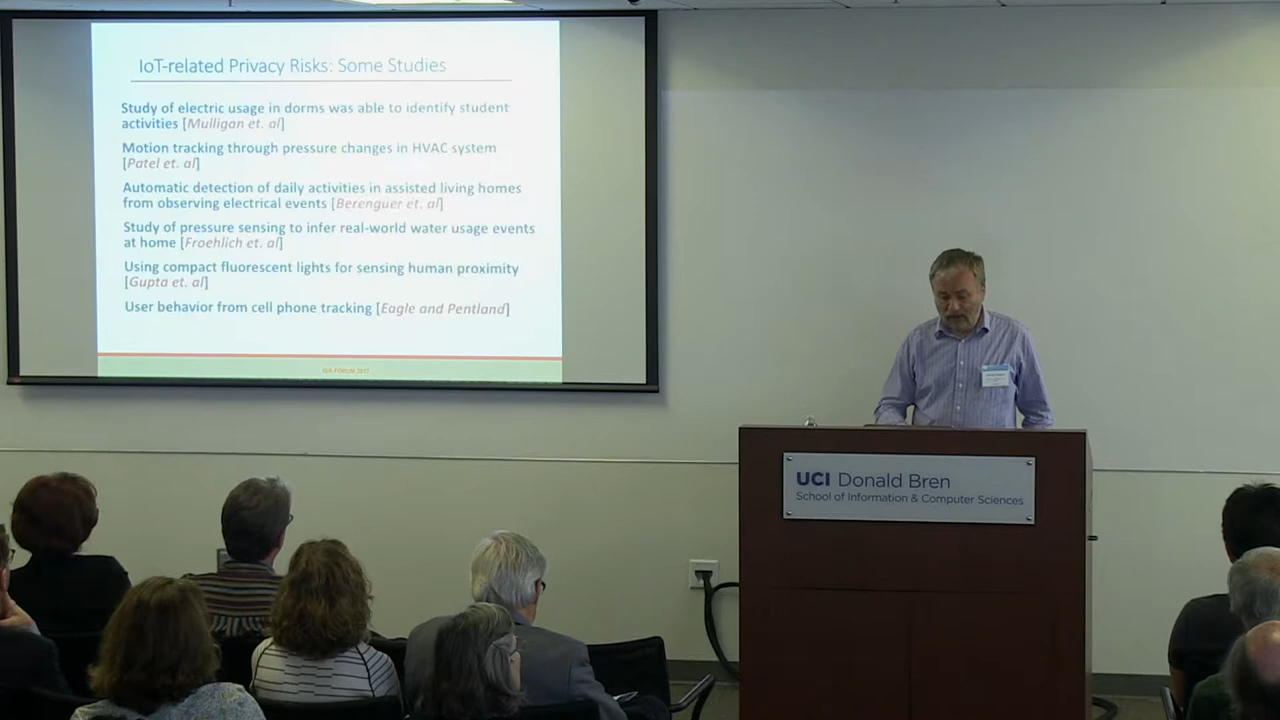 IoT-related Privacy Risks: Some Studies
Study of electric usage in dorms was able to identify student
activities [Mulligan et. al]
Motion tracking through pressure changes in HVAC system
[Patel et. al]
Automatic detection of daily activities in assisted living homes
from observing electrical events [Berenguer et. al]
Study of pressure sensing to infer real-world water usage events
at home [Froehlich et. al]
Using compact fluorescent lights for sensing human proximity
[Gupta et. al]
User behavior from cell phone tracking [Eagle and Pentland]
ISR FORUM 2017
UCI Donald Bren
School of Information & Computer Sciences